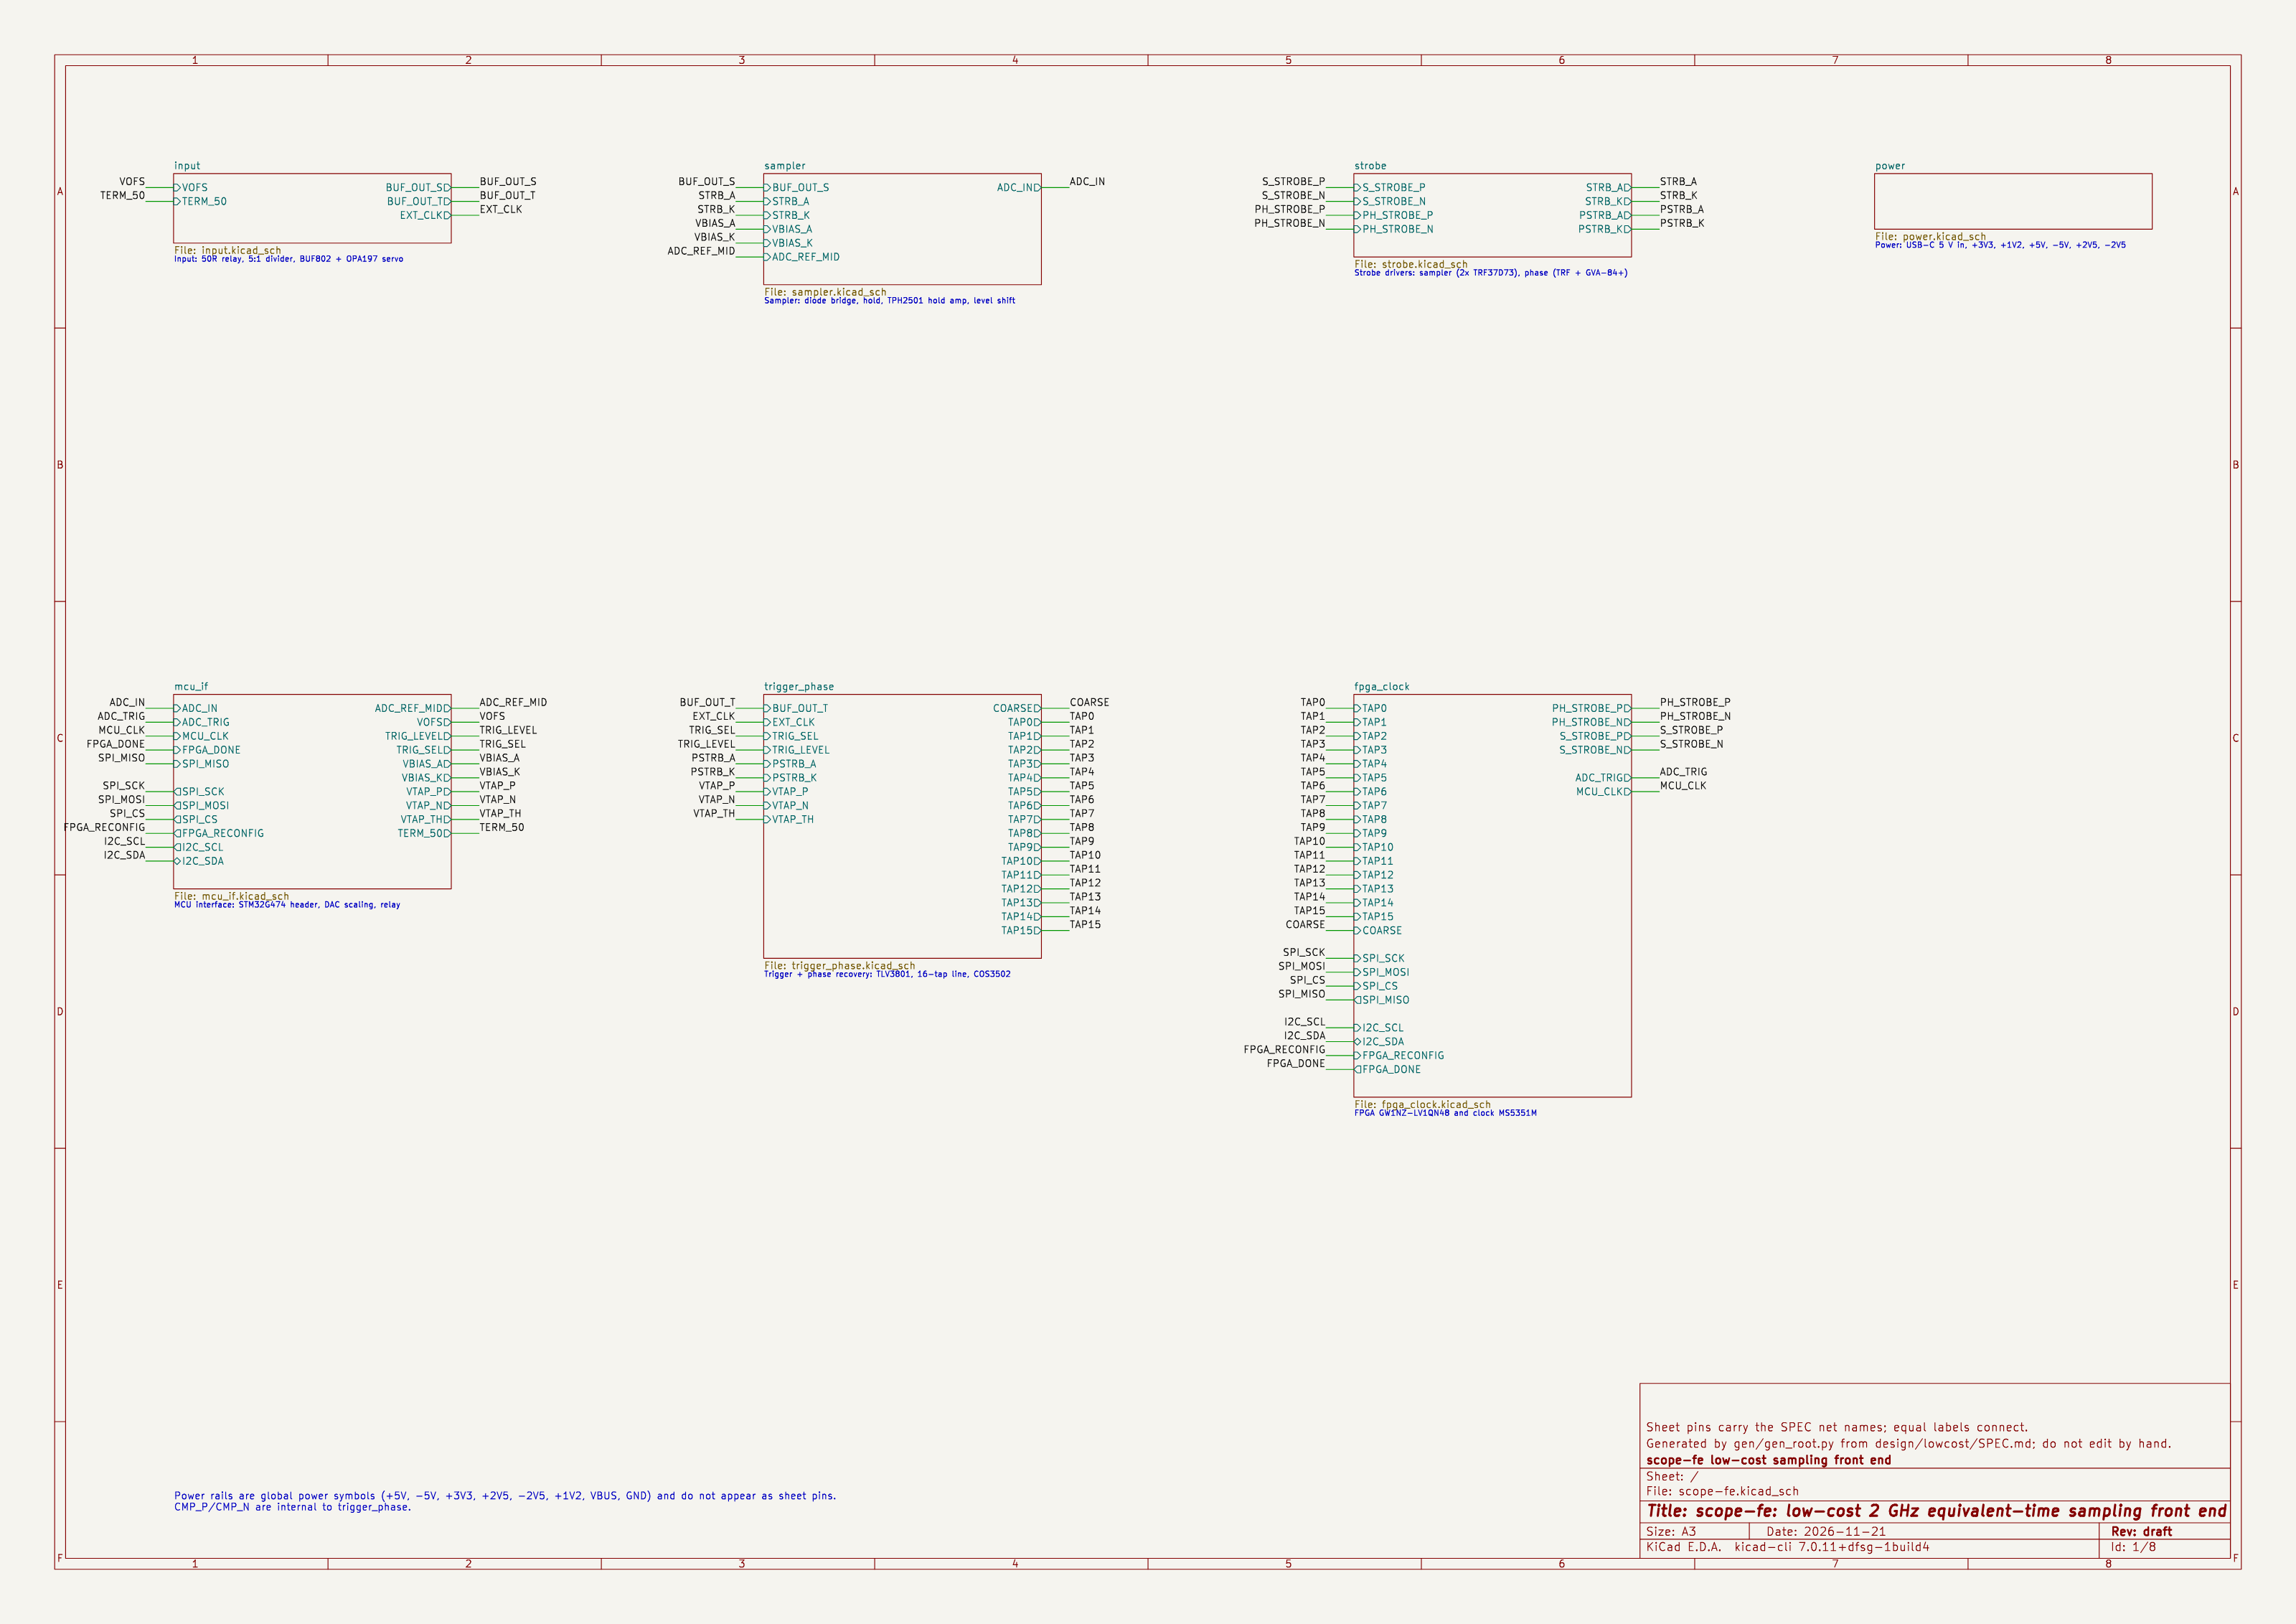 1 2 3 4 5 6 7 8
A
B
C
D
E
F
A
B
C
D
E
F
input
VOFS
TERM_50
VOFS
TERM_50
BUF_OUT_S
BUF_OUT_T
EXT_CLK
BUF_OUT_S
BUF_OUT_T
EXT_CLK
File: input.kicad_sch
Input: 50R relay, 5:1 divider, BUF802 + OPA197 servo
sampler
BUF_OUT_S
STRB_A
STRB_K
VBIAS_A
VBIAS_K
ADC_REF_MID
BUF_OUT_S
STRB_A
STRB_K
VBIAS_A
VBIAS_K
ADC_REF_MID
ADC_IN
ADC_IN
File: sampler.kicad_sch
Sampler: diode bridge, hold, TPH2501 hold amp, level shift
strobe
S_STROBE_P
S_STROBE_N
PH_STROBE_P
PH_STROBE_N
S_STROBE_P
S_STROBE_N
PH_STROBE_P
PH_STROBE_N
STRB_A
STRB_K
PSTRB_A
PSTRB_K
STRB_A
STRB_K
PSTRB_A
PSTRB_K
File: strobe.kicad_sch
Strobe drivers: sampler (2x TRF37D73), phase (TRF + GVA-84+)
power
File: power.kicad_sch
Power: USB-C 5 V in, +3V3, +1V2, +5V, -5V, +2V5, -2V5
mcu_if
ADC_IN
ADC_TRIG
MCU_CLK
FPGA_DONE
SPI_MISO
SPI_SCK
SPI_MOSI
SPI_CS
FPGA_RECONFIG
I2C_SCL
I2C_SDA
ADC_IN
ADC_TRIG
MCU_CLK
FPGA_DONE
SPI_MISO
SPI_SCK
SPI_MOSI
SPI_CS
FPGA_RECONFIG
I2C_SCL
I2C_SDA
ADC_REF_MID
VOFS
TRIG_LEVEL
TRIG_SEL
VBIAS_A
VBIAS_K
VTAP_P
VTAP_N
VTAP_TH
TERM_50
ADC_REF_MID
VOFS
TRIG_LEVEL
TRIG_SEL
VBIAS_A
VBIAS_K
VTAP_P
VTAP_N
VTAP_TH
TERM_50
File: mcu_if.kicad_sch
MCU interface: STM32G474 header, DAC scaling, relay
trigger_phase
BUF_OUT_T
EXT_CLK
TRIG_SEL
TRIG_LEVEL
PSTRB_A
PSTRB_K
VTAP_P
VTAP_N
VTAP_TH
BUF_OUT_T
EXT_CLK
TRIG_SEL
TRIG_LEVEL
PSTRB_A
PSTRB_K
VTAP_P
VTAP_N
VTAP_TH
COARSE
TAP0
TAP1
TAP2
TAP3
TAP4
TAP5
TAP6
TAP7
TAP8
TAP9
TAP10
TAP11
TAP12
TAP13
TAP14
TAP15
COARSE
TAP0
TAP1
TAP2
TAP3
TAP4
TAP5
TAP6
TAP7
TAP8
TAP9
TAP10
TAP11
TAP12
TAP13
TAP14
TAP15
File: trigger_phase.kicad_sch
Trigger + phase recovery: TLV3801, 16-tap line, COS3502
fpga_clock
TAP0
TAP1
TAP2
TAP3
TAP4
TAP5
TAP6
TAP7
TAP8
TAP9
TAP10
TAP11
TAP12
TAP13
TAP14
TAP15
COARSE
SPI_SCK
SPI_MOSI
SPI_CS
SPI_MISO
I2C_SCL
I2C_SDA
FPGA_RECONFIG
FPGA_DONE
TAP0
TAP1
TAP2
TAP3
TAP4
TAP5
TAP6
TAP7
TAP8
TAP9
TAP10
TAP11
TAP12
TAP13
TAP14
TAP15
COARSE
SPI_SCK
SPI_MOSI
SPI_CS
SPI_MISO
I2C_SCL
I2C_SDA
FPGA_RECONFIG
FPGA_DONE
PH_STROBE_P
PH_STROBE_N
S_STROBE_P
S_STROBE_N
ADC_TRIG
MCU_CLK
PH_STROBE_P
PH_STROBE_N
S_STROBE_P
S_STROBE_N
ADC_TRIG
MCU_CLK
File: fpga_clock.kicad_sch
FPGA GW1NZ-LV1QN48 and clock MS5351M
Power rails are global power symbols (+5V, -5V, +3V3, +2V5, -2V5, +1V2, VBUS, GND) and do not appear as sheet pins.
CMP_P/CMP_N are internal to trigger_phase.
Sheet pins carry the SPEC net names; equal labels connect.
Generated by gen/gen_root.py from design/lowcost/SPEC.md; do not edit by hand.
scope-fe low-cost sampling front end
Sheet: /
File: scope-fe.kicad_sch
Title: scope-fe: low-cost 2 GHz equivalent-time sampling front end
Size: A3 Date: 2026-11-21 Rev: draft
KiCad E.D.A. kicad-cli 7.0.11+dfsg-1build4 Id: 1/8
1 2 3 4 5 6 7 8